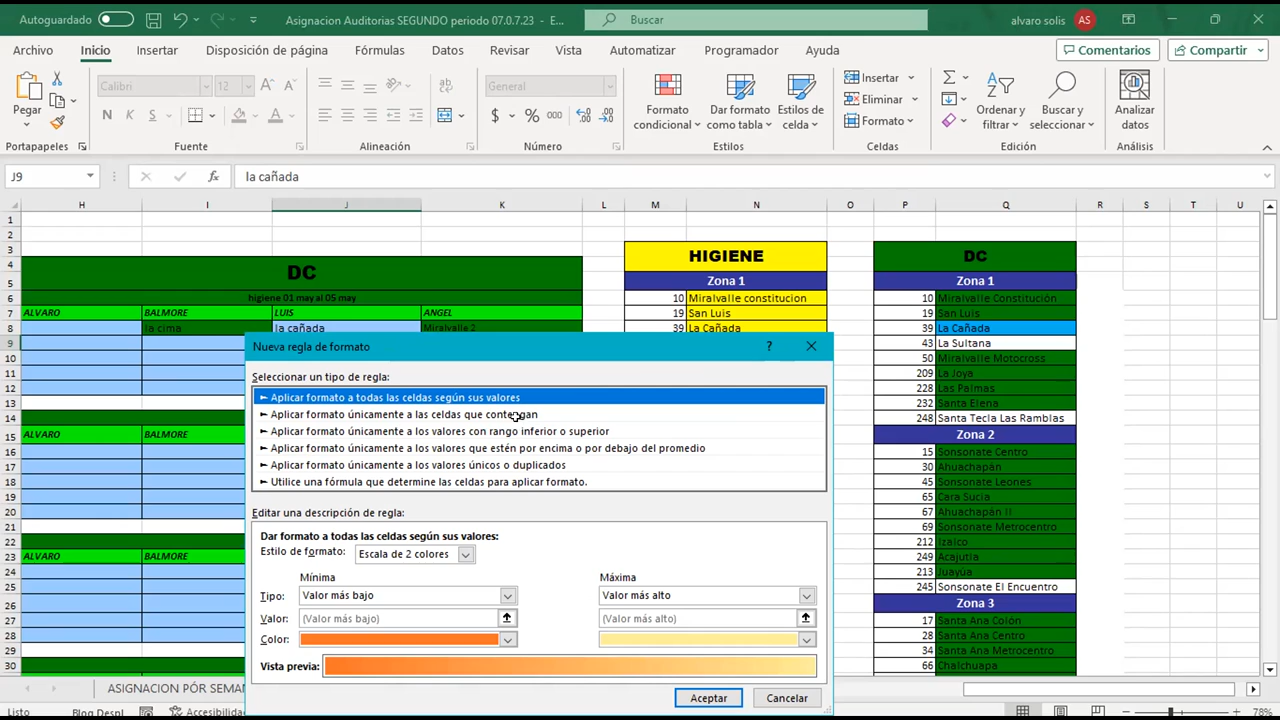 Autoguardado
Asignacion Auditorias SEGUNDO periodo 07.0.7.23 - E...
Buscar
alvaro solis
AS
Archivo Inicio Insertar Disposición de página Fórmulas Datos Revisar Vista Automatizar Programador Ayuda
Comentarios
Compartir
Pegar
Calibri 12
General
Formato condicional
Dar formato como tabla
Estilos de celda
Insertar
Eliminar
Formato
Ordenar y filtrar
Buscar y seleccionar
Analizar datos
Portapapeles Fuente Alineación Número Estilos Celdas Edición Análisis
J9
la cañada
H I J K L M N O P Q R S T U
1
2
3
4 DC HIGIENE DC
5 Zona 1 Zona 1
6 higiene 01 may al 05 may 10 Miralvalle constitucion 10 Miralvalle Constitución
7 ALVARO BALMORE LUIS ANGEL 19 San Luis 19 San Luis
8 la cima la cañada Miralvalle 2 39 La Cañada 39 La Cañada
9 43 La Sultana
10 50 Miralvalle Motocross
11 209 La Joya
12 228 Las Palmas
13 232 Santa Elena
14 248 Santa Tecla Las Ramblas
15 ALVARO BALMORE Zona 2
16 15 Sonsonate Centro
17 30 Ahuachapán
18 45 Sonsonate Leones
19 65 Cara Sucia
20 67 Ahuachapán II
21 69 Sonsonate Metrocentro
22 212 Izalco
23 ALVARO BALMORE 249 Acajutla
24 213 Juayúa
25 245 Sonsonate El Encuentro
26 Zona 3
27 17 Santa Ana Colón
28 28 Santa Ana Centro
34 Santa Ana Metrocentro
30 66 Chalchuapa
Nueva regla de formato
?
Seleccionar un tipo de regla:
► Aplicar formato a todas las celdas según sus valores
► Aplicar formato únicamente a las celdas que contengan
► Aplicar formato únicamente a los valores con rango inferior o superior
► Aplicar formato únicamente a los valores que estén por encima o por debajo del promedio
► Aplicar formato únicamente a los valores únicos o duplicados
► Utilice una fórmula que determine las celdas para aplicar formato.
Editar una descripción de regla:
Dar formato a todas las celdas según sus valores:
Estilo de formato: Escala de 2 colores
Mínima Máxima
Tipo: Valor más bajo Valor más alto
Valor: (Valor más bajo) (Valor más alto)
Color:
Vista previa:
Aceptar Cancelar
ASIGNACION PÓR SEMAN
Listo Blog Despl Accesibilidad
78%